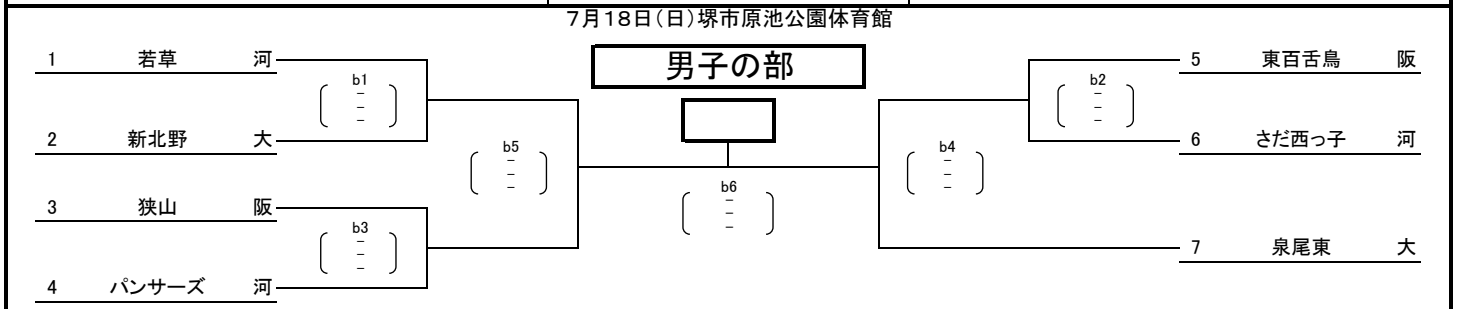 7月18日(日)堺市原池公園体育館
男子の部
1 若草 河
2 新北野 大
3 狭山 阪
4 パンサーズ 河
5 東百舌鳥 阪
6 さだ西っ子 河
7 泉尾東 大
b1
-
-
-
b2
-
-
-
b3
-
-
-
b4
-
-
-
b5
-
-
-
b6
-
-
-